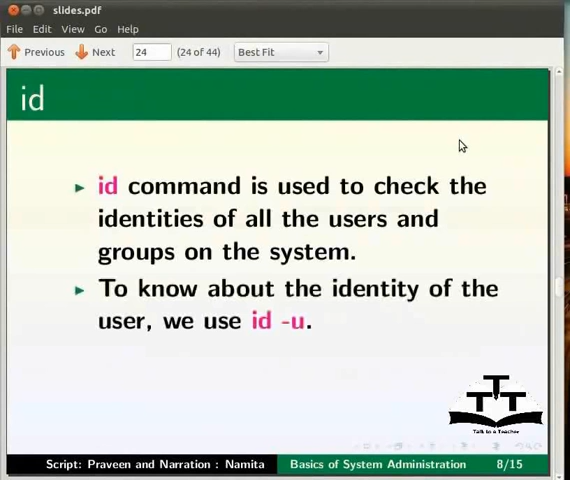 slides.pdf
File Edit View Go Help
Previous Next 24 (24 of 44) Best Fit
id
id command is used to check the
identities of all the users and
groups on the system.
To know about the identity of the
user, we use id -u.
TTT
Talk to a Teacher
Script: Praveen and Narration : Namita Basics of System Administration 8/15